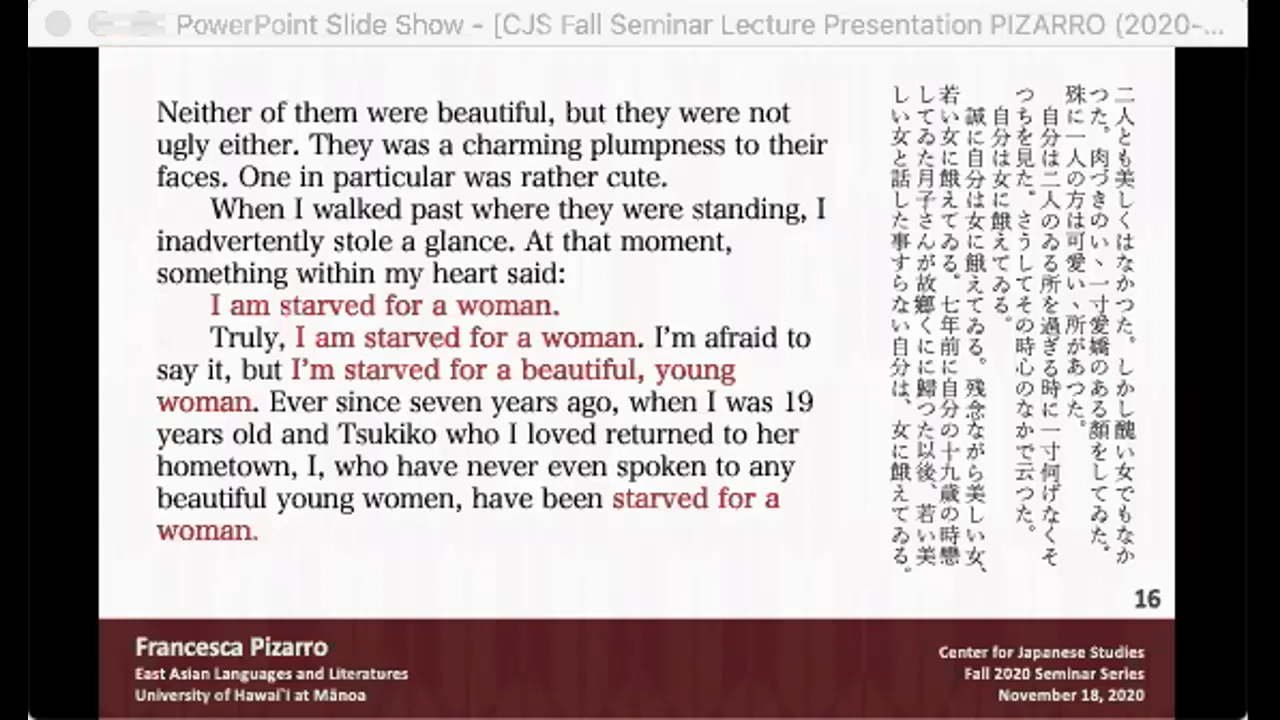 PowerPoint Slide Show – [CJS Fall Seminar Lecture Presentation PIZARRO (2020-...
Neither of them were beautiful, but they were not
ugly either. They was a charming plumpness to their
faces. One in particular was rather cute.
When I walked past where they were standing, I
inadvertently stole a glance. At that moment,
something within my heart said:
I am starved for a woman.
Truly, I am starved for a woman. I'm afraid to
say it, but I'm starved for a beautiful, young
woman. Ever since seven years ago, when I was 19
years old and Tsukiko who I loved returned to her
hometown, I, who have never even spoken to any
beautiful young women, have been starved for a
woman.
二人とも美しくはなかつた。しかし醜い女でもなか
つた。肉づきのいゝ、一寸愛嬌のある顏をしてゐた。
殊に一人の方は可愛いゝ所があつた。
自分は二人のゐる所を過ぎる時に一寸何げなくそ
つちを見た。さうしてその時心のなかで云つた。
自分は女に餓えてゐる。
誠に自分は女に餓えてゐる。残念ながら美しい女、
若い女に餓えてゐる。七年前に自分の十九歳の時戀
してゐた月子さんが故鄉くにに歸つた以後、若い美
しい女と話した事すらない自分は、女に餓えてゐる。
16
Francesca Pizarro
East Asian Languages and Literatures
University of Hawai`i at Mānoa
Center for Japanese Studies
Fall 2020 Seminar Series
November 18, 2020